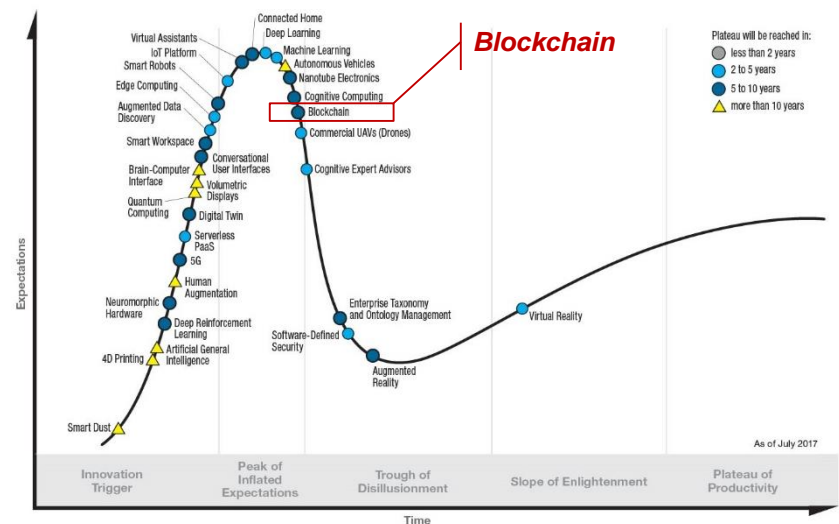 Connected Home
Virtual Assistants
Deep Learning
IoT Platform
Machine Learning
Smart Robots
Autonomous Vehicles
Edge Computing
Nanotube Electronics
Augmented Data
Discovery
Cognitive Computing
Blockchain
Smart Workspace
Commercial UAVs (Drones)
Conversational
User Interfaces
Brain-Computer
Interface
Cognitive Expert Advisors
Volumetric
Displays
Quantum
Computing
Digital Twin
Serverless
PaaS
5G
Human
Augmentation
Neuromorphic
Hardware
Deep Reinforcement
Learning
Artificial General
Intelligence
4D Printing
Smart Dust
Enterprise Taxonomy
and Ontology Management
Software-Defined
Security
Augmented
Reality
Virtual Reality
Blockchain
Plateau will be reached in:
less than 2 years
2 to 5 years
5 to 10 years
more than 10 years
As of July 2017
Expectations
Innovation
Trigger
Peak of
Inflated
Expectations
Trough of
Disillusionment
Slope of Enlightenment
Plateau of
Productivity
Time